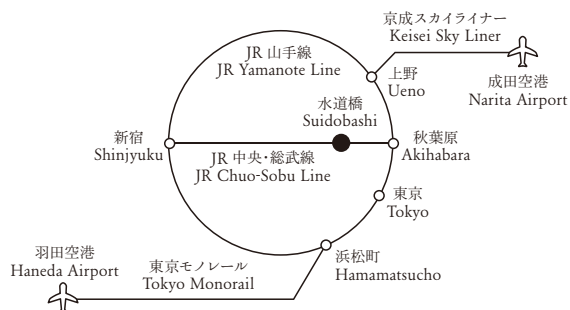 京成スカイライナー
Keisei Sky Liner
JR 山手線
JR Yamanote Line
上野
Ueno
成田空港
Narita Airport
水道橋
Suidobashi
新宿
Shinjyuku
秋葉原
Akihabara
JR 中央・総武線
JR Chuo-Sobu Line
東京
Tokyo
羽田空港
Haneda Airport
東京モノレール
Tokyo Monorail
浜松町
Hamamatsucho